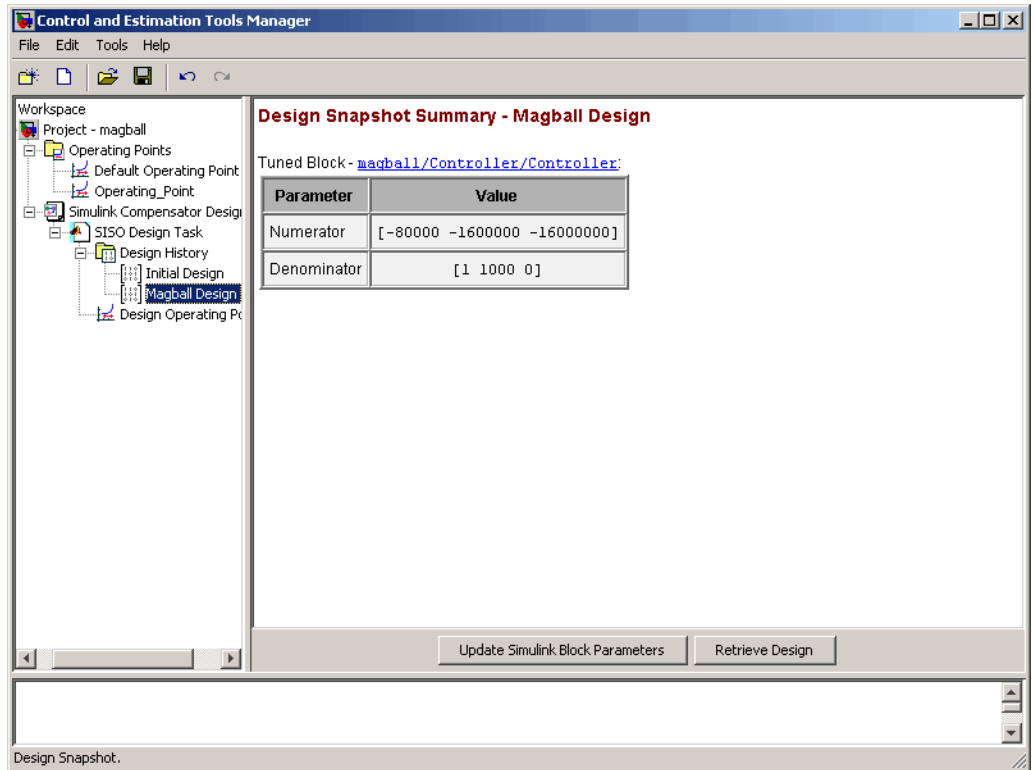 Control and Estimation Tools Manager
File Edit Tools Help
Workspace
Project - magball
Operating Points
Default Operating Point
Operating_Point
Simulink Compensator Desig
SISO Design Task
Design History
Initial Design
Magball Design
Design Operating Po
Design Snapshot Summary - Magball Design
Tuned Block - magball/Controller/Controller:
Parameter Value
Numerator [-80000 -1600000 -16000000]
Denominator [1 1000 0]
Update Simulink Block Parameters Retrieve Design
Design Snapshot.